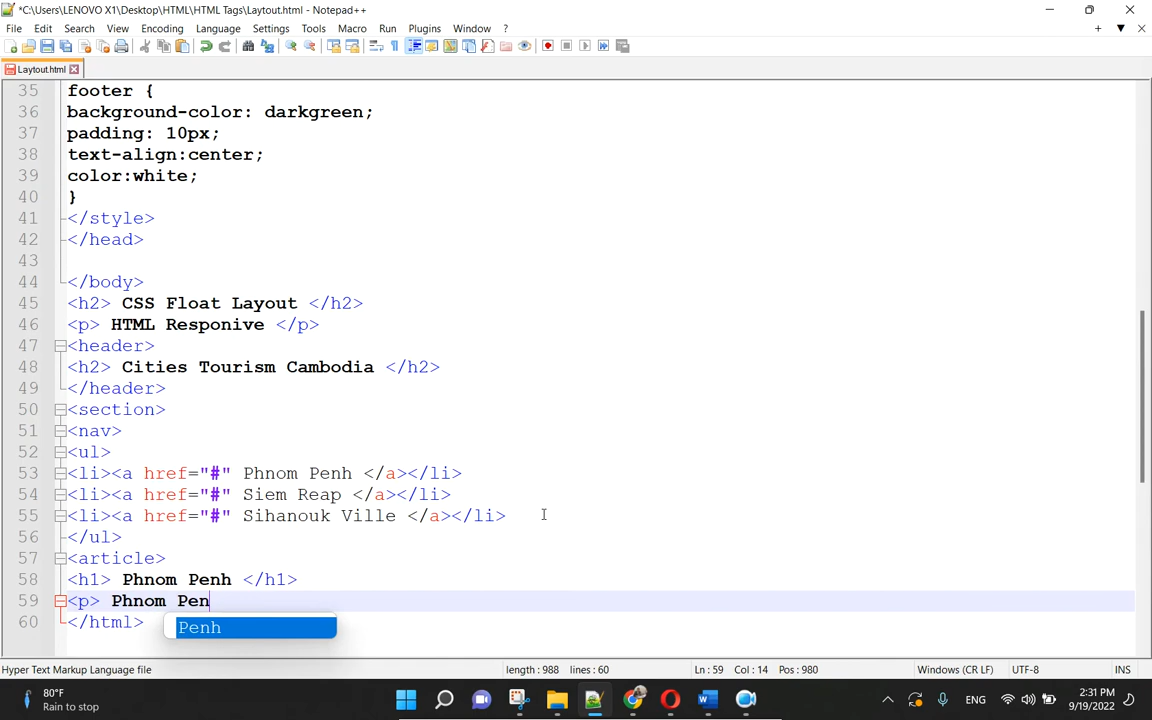 *C:\Users\LENOVO X1\Desktop\HTML\HTML Tags\Laytout.html - Notepad++
File Edit Search View Encoding Language Settings Tools Macro Run Plugins Window ?
Laytout.html
35 footer {
36 background-color: darkgreen;
37 padding: 10px;
38 text-align:center;
39 color:white;
40 }
41 </style>
42 </head>
43
44 </body>
45 <h2> CSS Float Layout </h2>
46 <p> HTML Responive </p>
47 <header>
48 <h2> Cities Tourism Cambodia </h2>
49 </header>
50 <section>
51 <nav>
52 <ul>
53 <li><a href="#" Phnom Penh </a></li>
54 <li><a href="#" Siem Reap </a></li>
55 <li><a href="#" Sihanouk Ville </a></li>
56 </ul>
57 <article>
58 <h1> Phnom Penh </h1>
59 <p> Phnom Pen
60 </html>
Penh
Hyper Text Markup Language file length : 988 lines : 60 Ln : 59 Col : 14 Pos : 980 Windows (CR LF) UTF-8 INS
80°F
Rain to stop
ENG
2:31 PM
9/19/2022